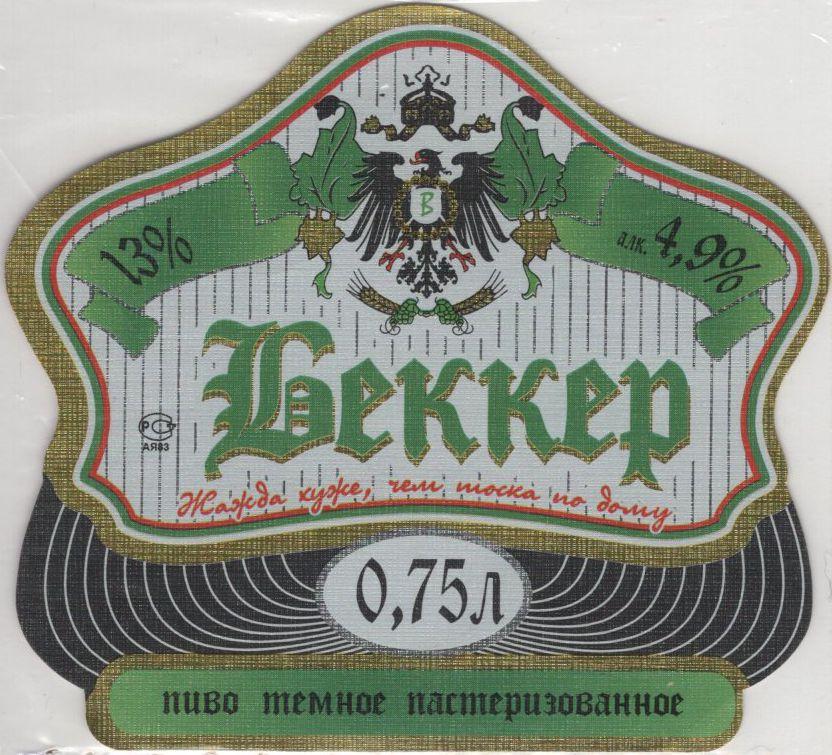 13%
алк. 4,9%
В
Беккер
РСТ
АЯ83
Жажда хуже, чем тоска по дому
0,75л
пиво темное пастеризованное